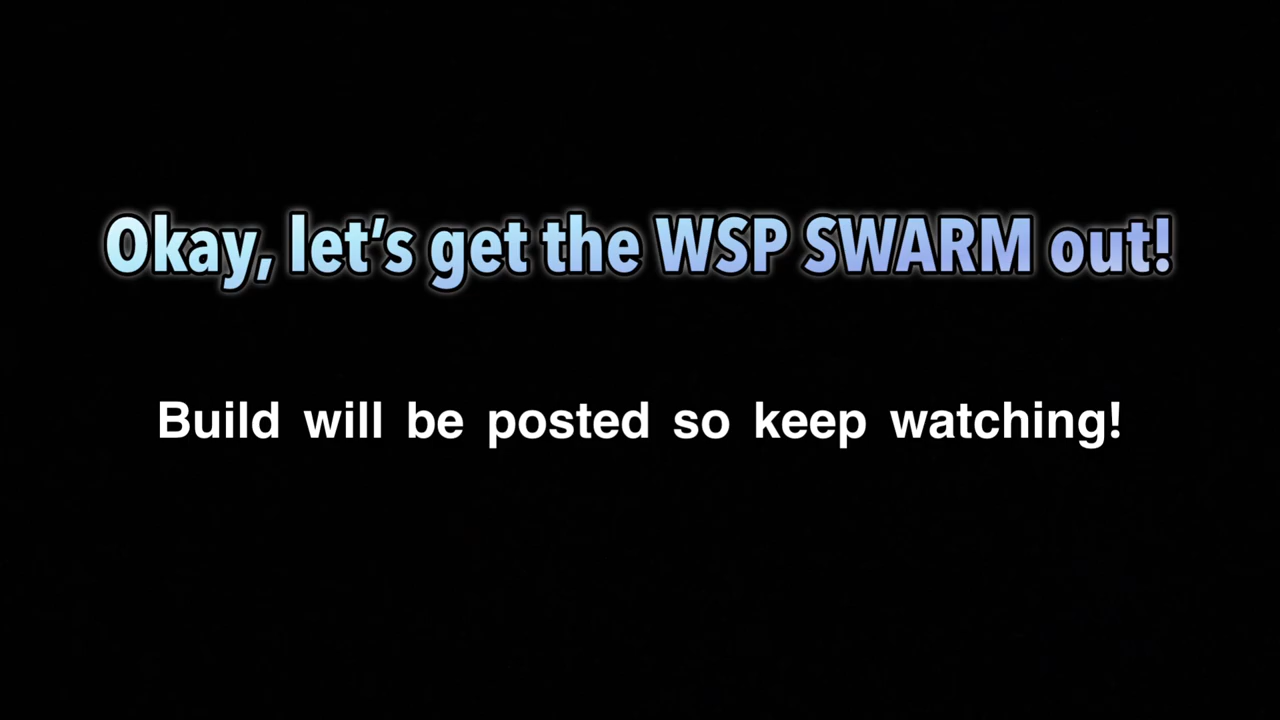 Okay, let’s get the WSP SWARM out!
Build will be posted so keep watching!